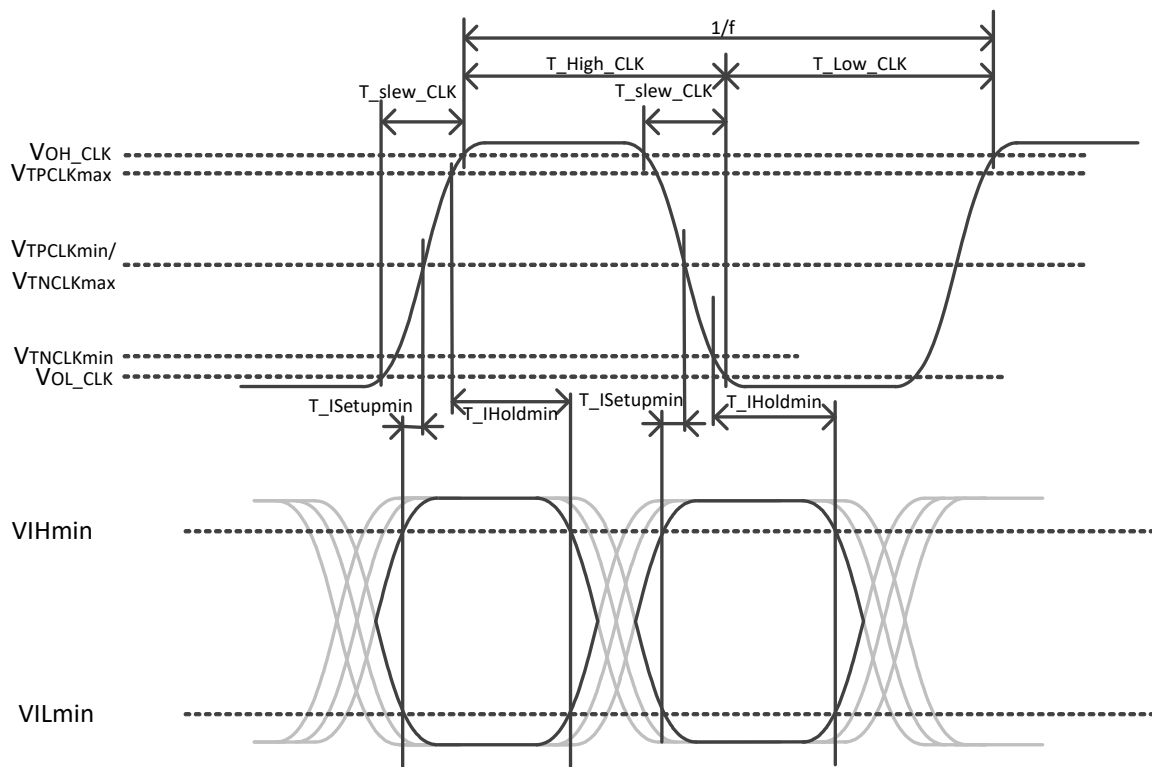 1/f
T_High_CLK
T_Low_CLK
T_slew_CLK
T_slew_CLK
VOH_CLK
VTPCLKmax
VTPCLKmin/
VTNCLKmax
VTNCLKmin
VOL_CLK
T_ISetupmin
T_IHoldmin
T_ISetupmin
T_IHoldmin
VIHmin
VILmin